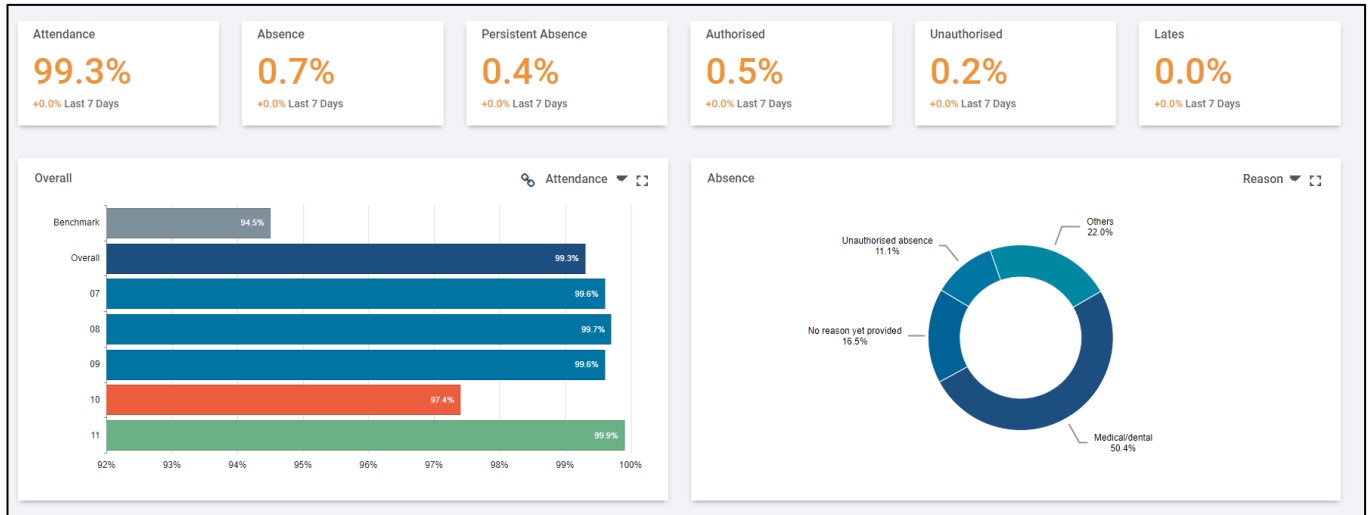 Attendance
99.3%
+0.0% Last 7 Days
Absence
0.7%
+0.0% Last 7 Days
Persistent Absence
0.4%
+0.0% Last 7 Days
Authorised
0.5%
+0.0% Last 7 Days
Unauthorised
0.2%
+0.0% Last 7 Days
Lates
0.0%
+0.0% Last 7 Days
Overall
Attendance
Benchmark
94.5%
Overall
99.3%
07
99.6%
08
99.7%
09
99.6%
10
97.4%
11
99.9%
92% 93% 94% 95% 96% 97% 98% 99% 100%
Absence
Reason
Others
22.0%
Unauthorised absence
11.1%
No reason yet provided
16.5%
Medical/dental
50.4%